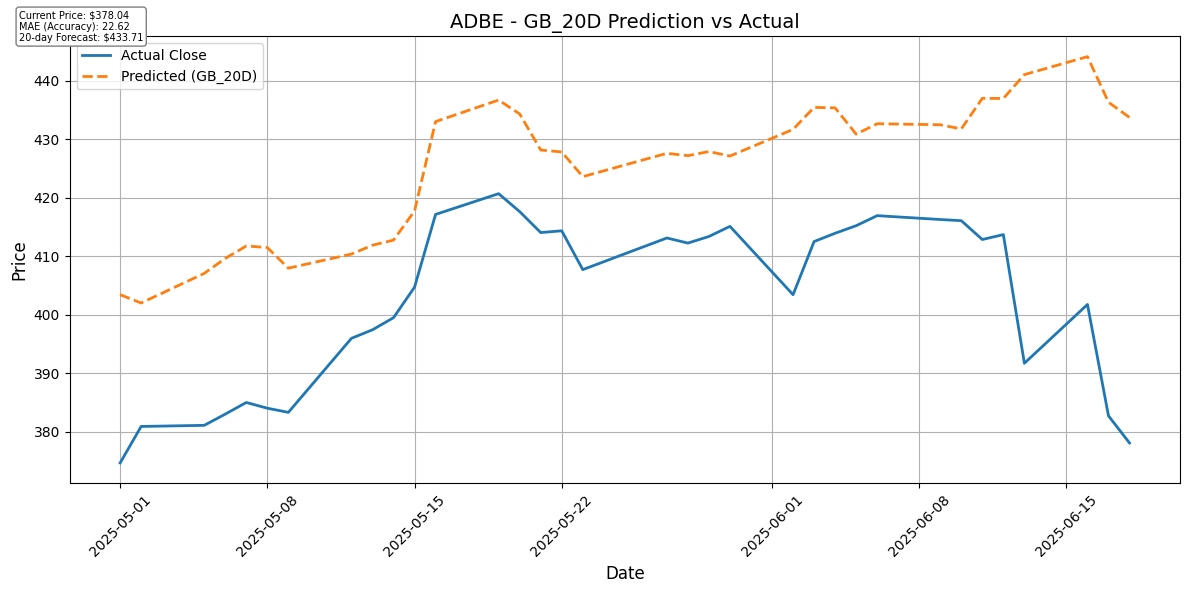 ADBE - GB_20D Prediction vs Actual
Current Price: $378.04
MAE (Accuracy): 22.62
20-day Forecast: $433.71
Actual Close
Predicted (GB_20D)
Price
440
430
420
410
400
390
380
2025-05-01
2025-05-08
2025-05-15
2025-05-22
2025-06-01
2025-06-08
2025-06-15
Date